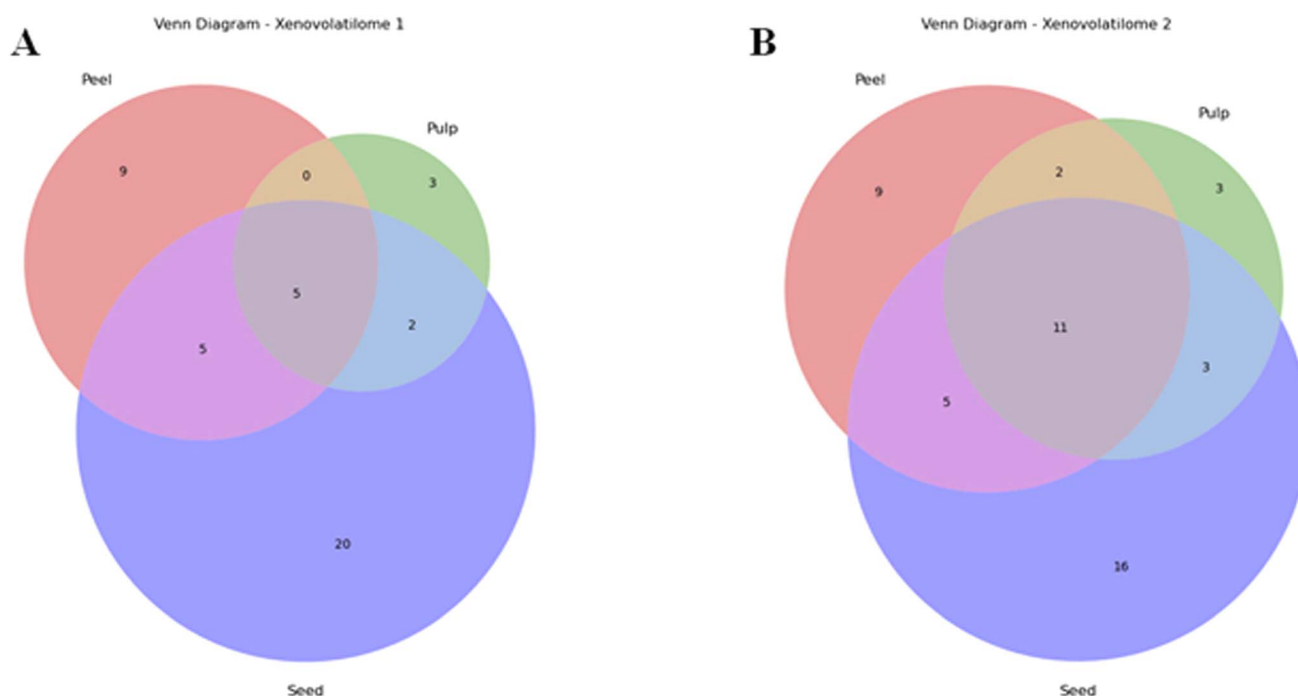 Venn Diagram - Xenovolatilome 1
A
Peel
Pulp
9
0
3
5
2
5
20
Seed
Venn Diagram - Xenovolatilome 2
B
Peel
Pulp
2
3
9
11
3
5
16
Seed